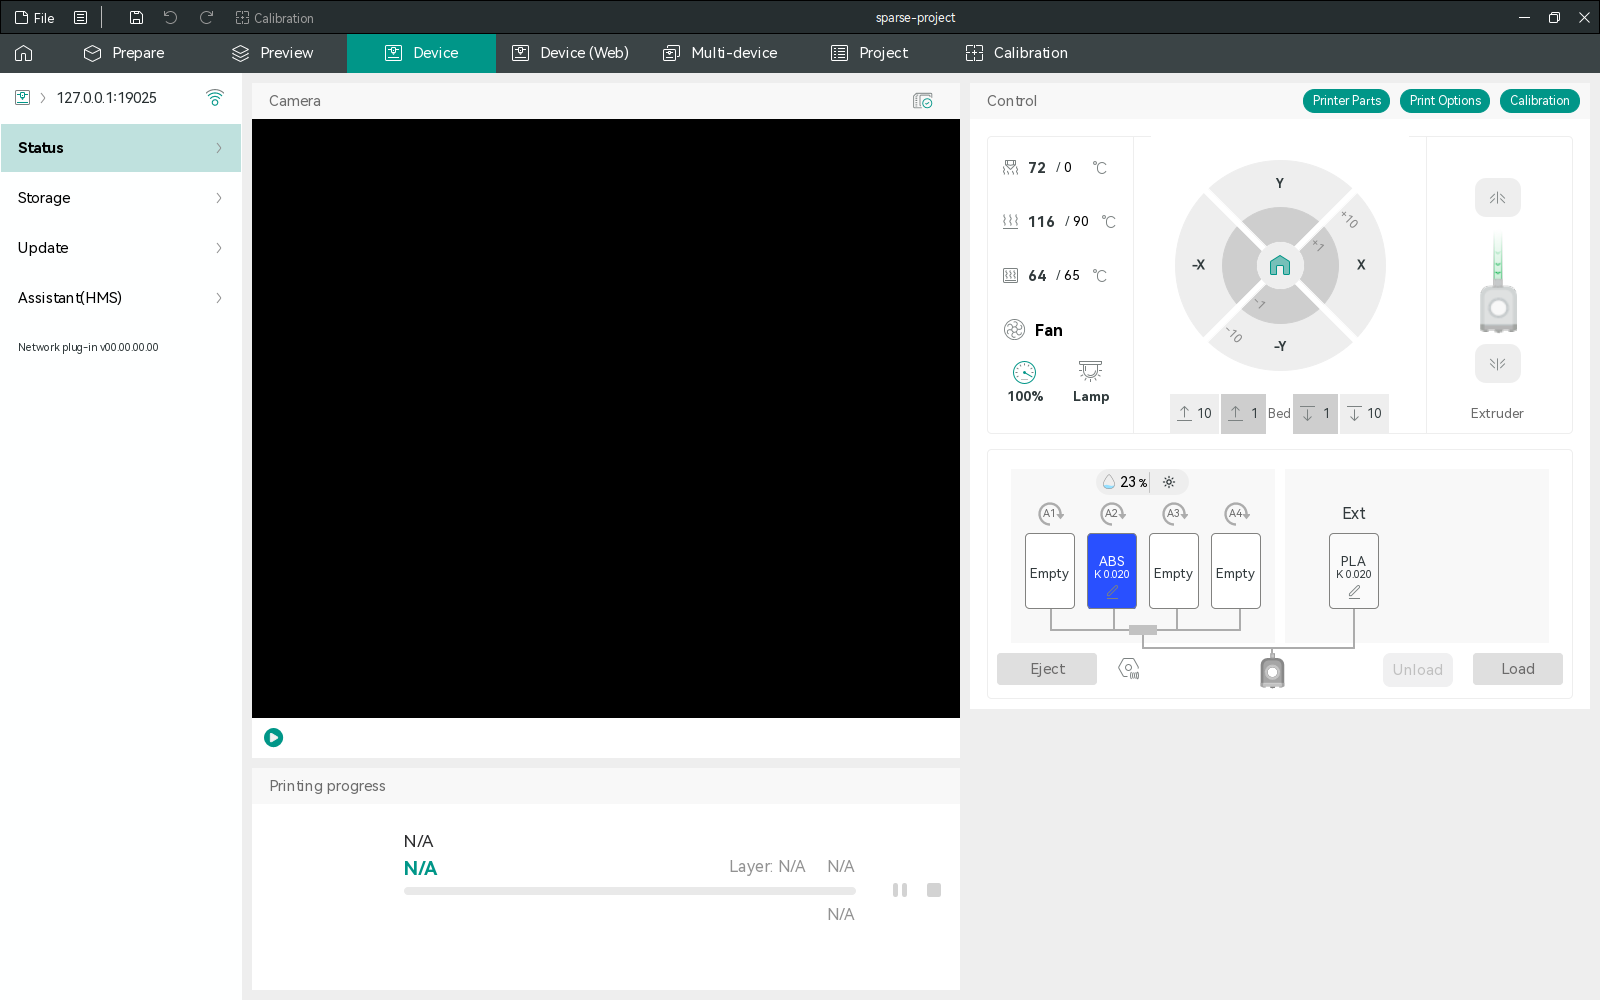 File
Calibration
sparse-project
Prepare
Preview
Device
Device (Web)
Multi-device
Project
Calibration
127.0.0.1:19025
Status
Storage
Update
Assistant(HMS)
Network plug-in v00.00.00.00
Camera
Printing progress
N/A
N/A
Layer: N/A
N/A
N/A
Control
Printer Parts
Print Options
Calibration
72 / 0 °C
116 / 90 °C
64 / 65 °C
Fan
100%
Lamp
Y
+10
+1
-X
X
-1
-10
-Y
10
1
Bed
1
10
Extruder
23 %
A1
A2
A3
A4
Empty
ABS
K 0.020
Empty
Empty
Ext
PLA
K 0.020
Eject
Unload
Load